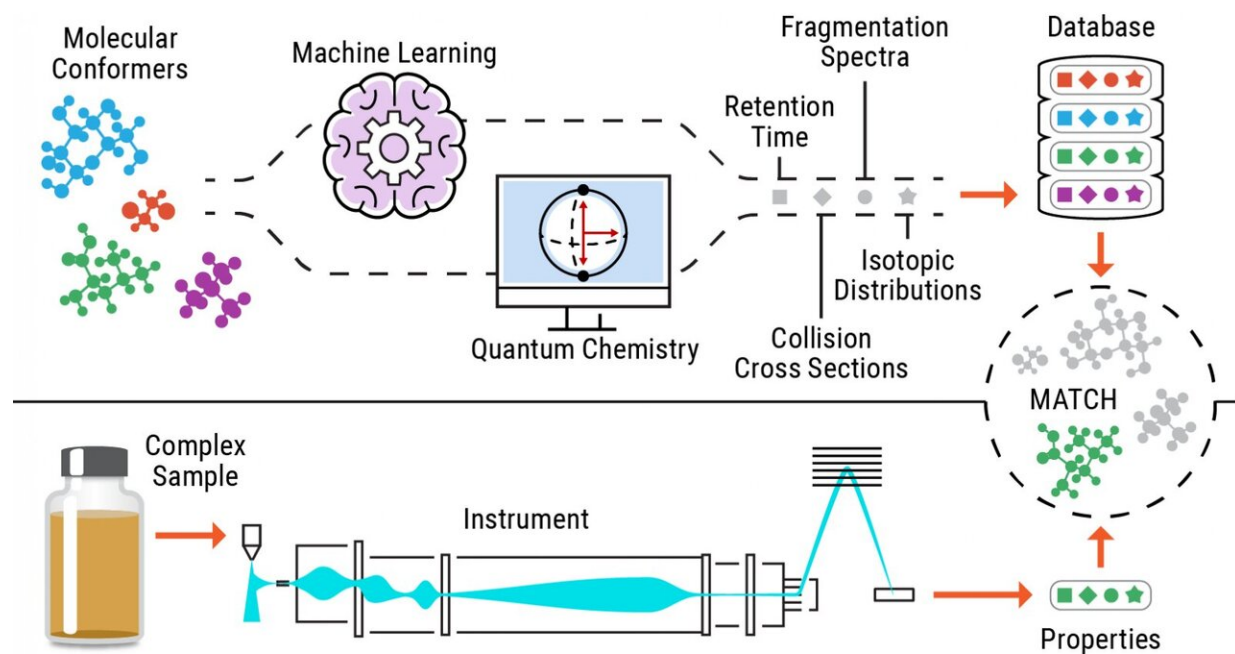 Molecular
Conformers
Machine Learning
Fragmentation
Spectra
Database
Retention
Time
Quantum Chemistry
Isotopic
Distributions
Collision
Cross Sections
MATCH
Complex
Sample
Instrument
Properties